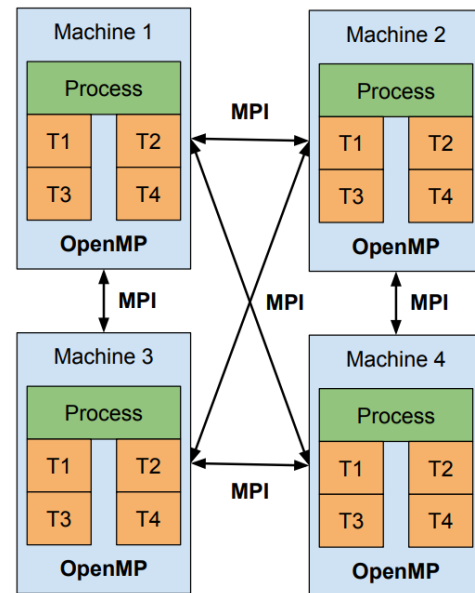 Machine 1
Process
T1 T2
T3 T4
OpenMP
MPI
Machine 2
Process
T1 T2
T3 T4
OpenMP
MPI
MPI
MPI
Machine 3
Process
T1 T2
T3 T4
OpenMP
MPI
Machine 4
Process
T1 T2
T3 T4
OpenMP